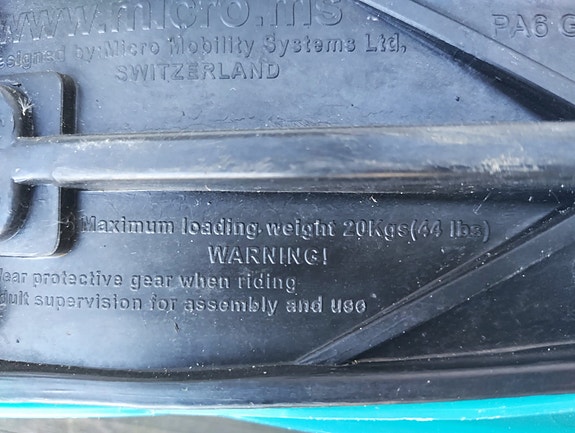 www.micro.ms
esigned by:Micro Mobility Systems Ltd,
SWITZERLAND
PA6 G
Maximum loading weight 20Kgs(44 lbs)
WARNING!
Wear protective gear when riding
dult supervision for assembly and use